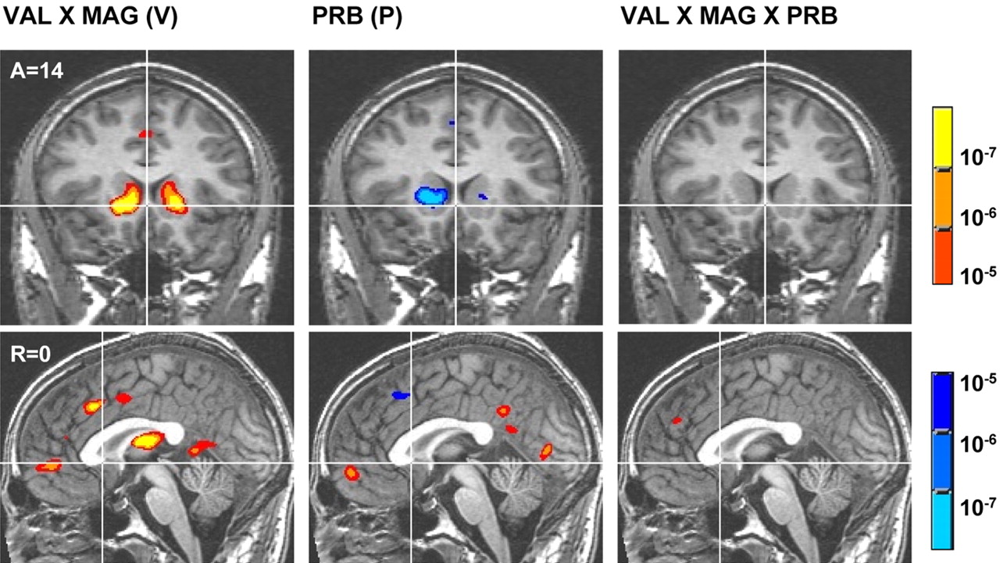 VAL X MAG (V)
PRB (P)
VAL X MAG X PRB
A=14
10-7
10-6
10-5
R=0
10-5
10-6
10-7